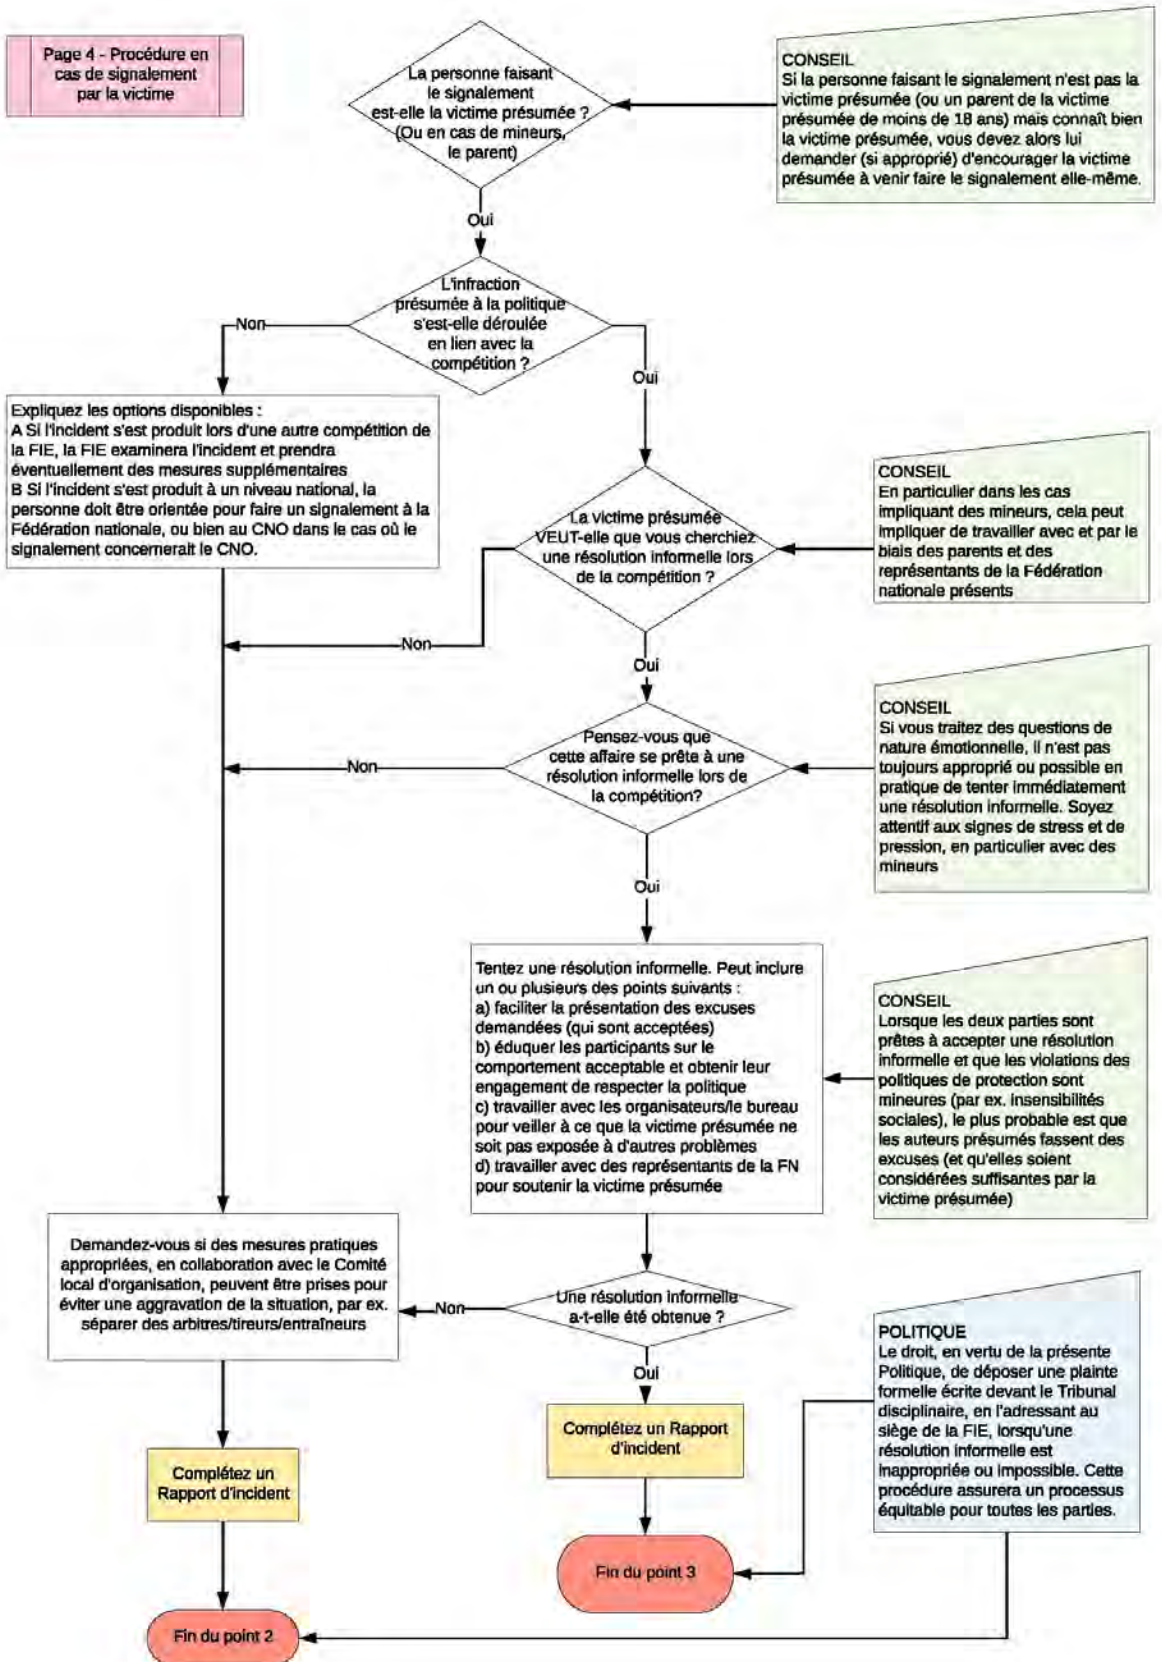 Page 4 - Procédure en
cas de signalement
par la victime
La personne faisant
le signalement
est-elle la victime présumée ?
(Ou en cas de mineurs,
le parent)
CONSEIL
Si la personne faisant le signalement n'est pas la
victime présumée (ou un parent de la victime
présumée de moins de 18 ans) mais connaît bien
la victime présumée, vous devez alors lui
demander (si approprié) d'encourager la victime
présumée à venir faire le signalement elle-même.
Oui
L'infraction
présumée à la politique
s'est-elle déroulée
en lien avec la
compétition ?
Non
Oui
Expliquez les options disponibles :
A Si l'incident s'est produit lors d'une autre compétition de
la FIE, la FIE examinera l'incident et prendra
éventuellement des mesures supplémentaires
B Si l'incident s'est produit à un niveau national, la
personne doit être orientée pour faire un signalement à la
Fédération nationale, ou bien au CNO dans le cas où le
signalement concernerait le CNO.
La victime présumée
VEUT-elle que vous cherchiez
une résolution informelle lors
de la compétition ?
CONSEIL
En particulier dans les cas
impliquant des mineurs, cela peut
impliquer de travailler avec et par le
biais des parents et des
représentants de la Fédération
nationale présents
Non
Oui
Pensez-vous que
cette affaire se prête à une
résolution informelle lors de
la compétition?
Non
CONSEIL
Si vous traitez des questions de
nature émotionnelle, il n'est pas
toujours approprié ou possible en
pratique de tenter immédiatement
une résolution informelle. Soyez
attentif aux signes de stress et de
pression, en particulier avec des
mineurs
Oui
Tentez une résolution informelle. Peut inclure
un ou plusieurs des points suivants :
a) faciliter la présentation des excuses
demandées (qui sont acceptées)
b) éduquer les participants sur le
comportement acceptable et obtenir leur
engagement de respecter la politique
c) travailler avec les organisateurs/le bureau
pour veiller à ce que la victime présumée ne
soit pas exposée à d'autres problèmes
d) travailler avec des représentants de la FN
pour soutenir la victime présumée
CONSEIL
Lorsque les deux parties sont
prêtes à accepter une résolution
informelle et que les violations des
politiques de protection sont
mineures (par ex. insensibilités
sociales), le plus probable est que
les auteurs présumés fassent des
excuses (et qu'elles soient
considérées suffisantes par la
victime présumée)
Demandez-vous si des mesures pratiques
appropriées, en collaboration avec le Comité
local d'organisation, peuvent être prises pour
éviter une aggravation de la situation, par ex.
séparer des arbitres/tireurs/entraîneurs
Non
Une résolution informelle
a-t-elle été obtenue ?
Oui
POLITIQUE
Le droit, en vertu de la présente
Politique, de déposer une plainte
formelle écrite devant le Tribunal
disciplinaire, en l'adressant au
siège de la FIE, lorsqu'une
résolution informelle est
inappropriée ou impossible. Cette
procédure assurera un processus
équitable pour toutes les parties.
Complétez un Rapport
d'incident
Complétez un
Rapport d'incident
Fin du point 3
Fin du point 2